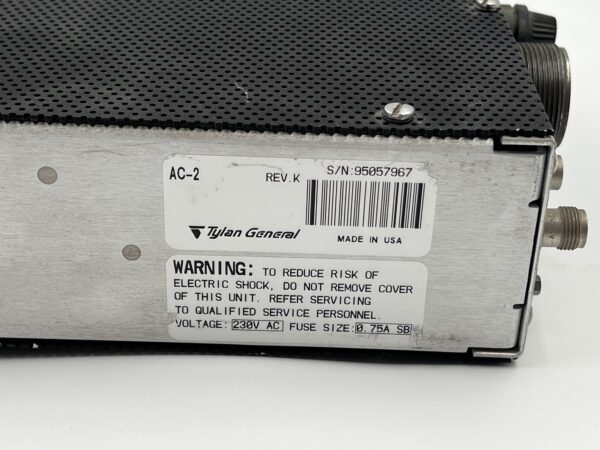 AC-2
REV.K
S/N:95057967
Tylan General
MADE IN USA
WARNING: TO REDUCE RISK OF
ELECTRIC SHOCK, DO NOT REMOVE COVER
OF THIS UNIT. REFER SERVICING
TO QUALIFIED SERVICE PERSONNEL.
VOLTAGE: 230V AC FUSE SIZE: 0.75A SB